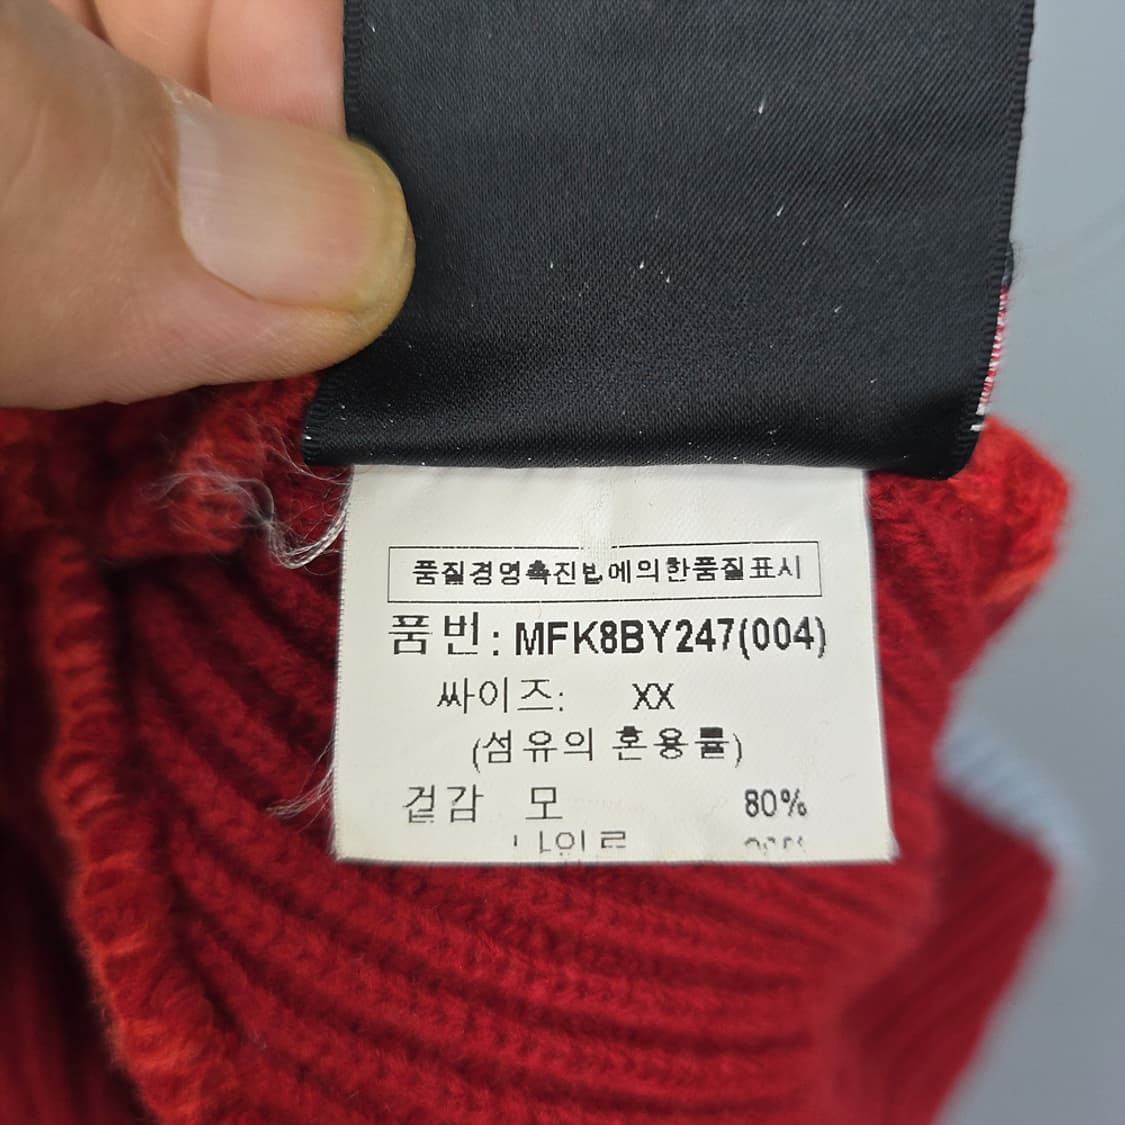 품질경영촉진법에의한품질표시
품번: MFK8BY247(004)
싸이즈: XX
(섬유의 혼용률)
겉감 모 80%